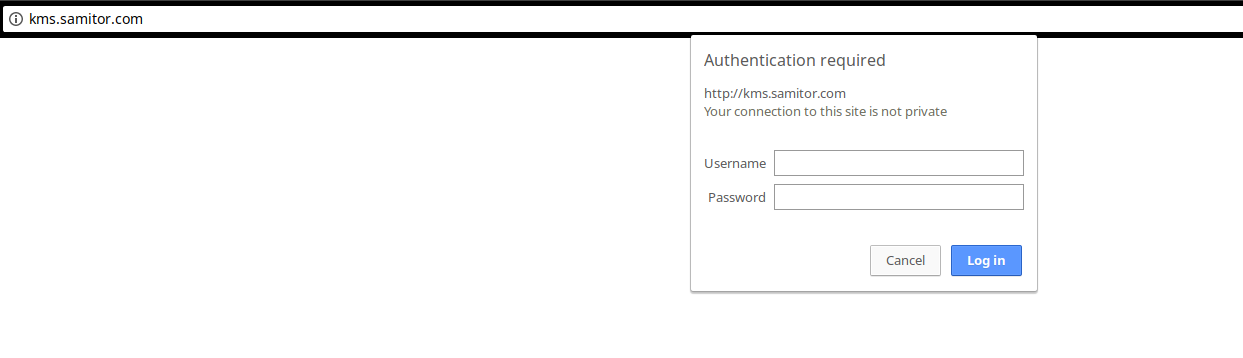 kms.samitor.com
Authentication required
http://kms.samitor.com
Your connection to this site is not private
Username
Password
Cancel Log in